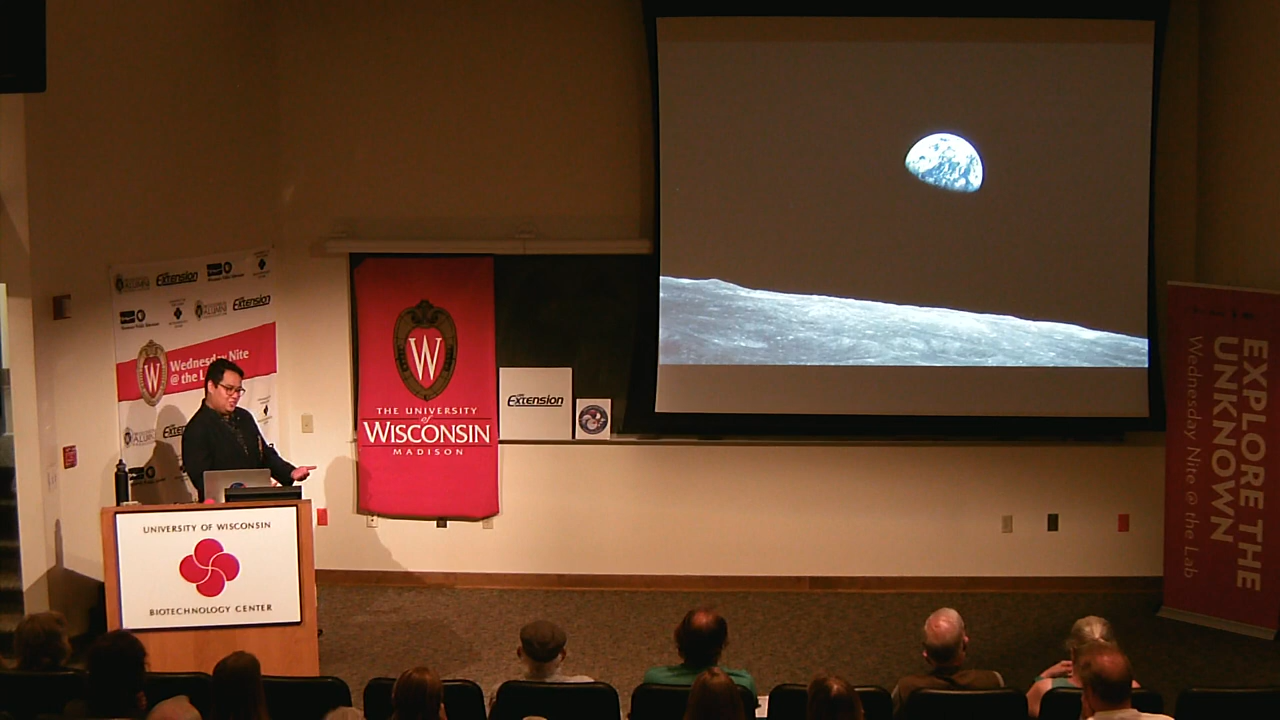 Extension
Extension
Wednesday Nite
@ the L
W
THE UNIVERSITY
of
WISCONSIN
MADISON
Extension
UNIVERSITY OF WISCONSIN
BIOTECHNOLOGY CENTER
EXPLORE THE
UNKNOWN
Wednesday Nite @ the Lab